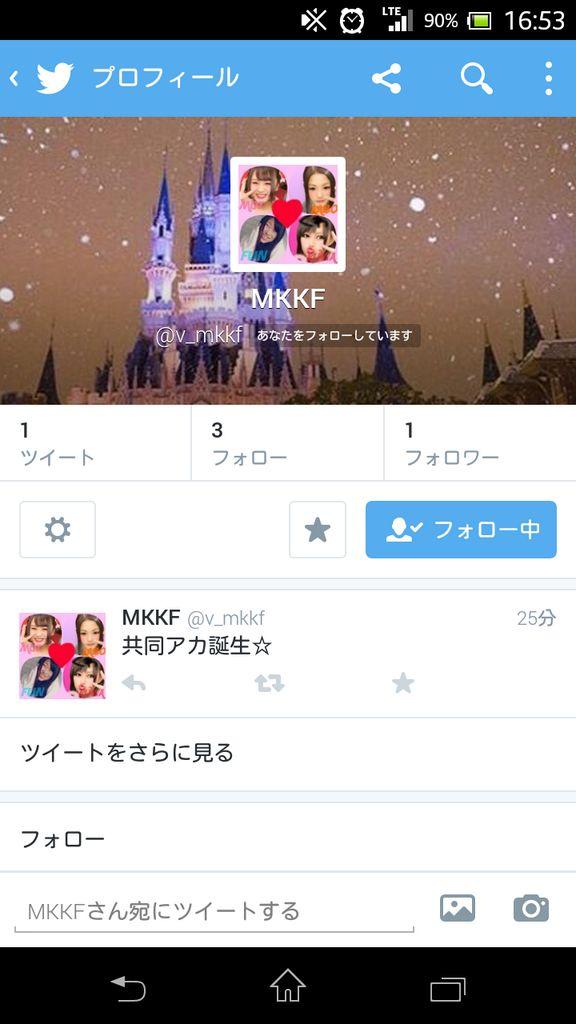 LTE 90% 16:53
プロフィール
MKKF
@v_mkkf あなたをフォローしています
1 3 1
ツイート フォロー フォロワー
フォロー中
MKKF @v_mkkf 25分
共同アカ誕生☆
FUN
ツイートをさらに見る
フォロー
MKKFさん宛にツイートする